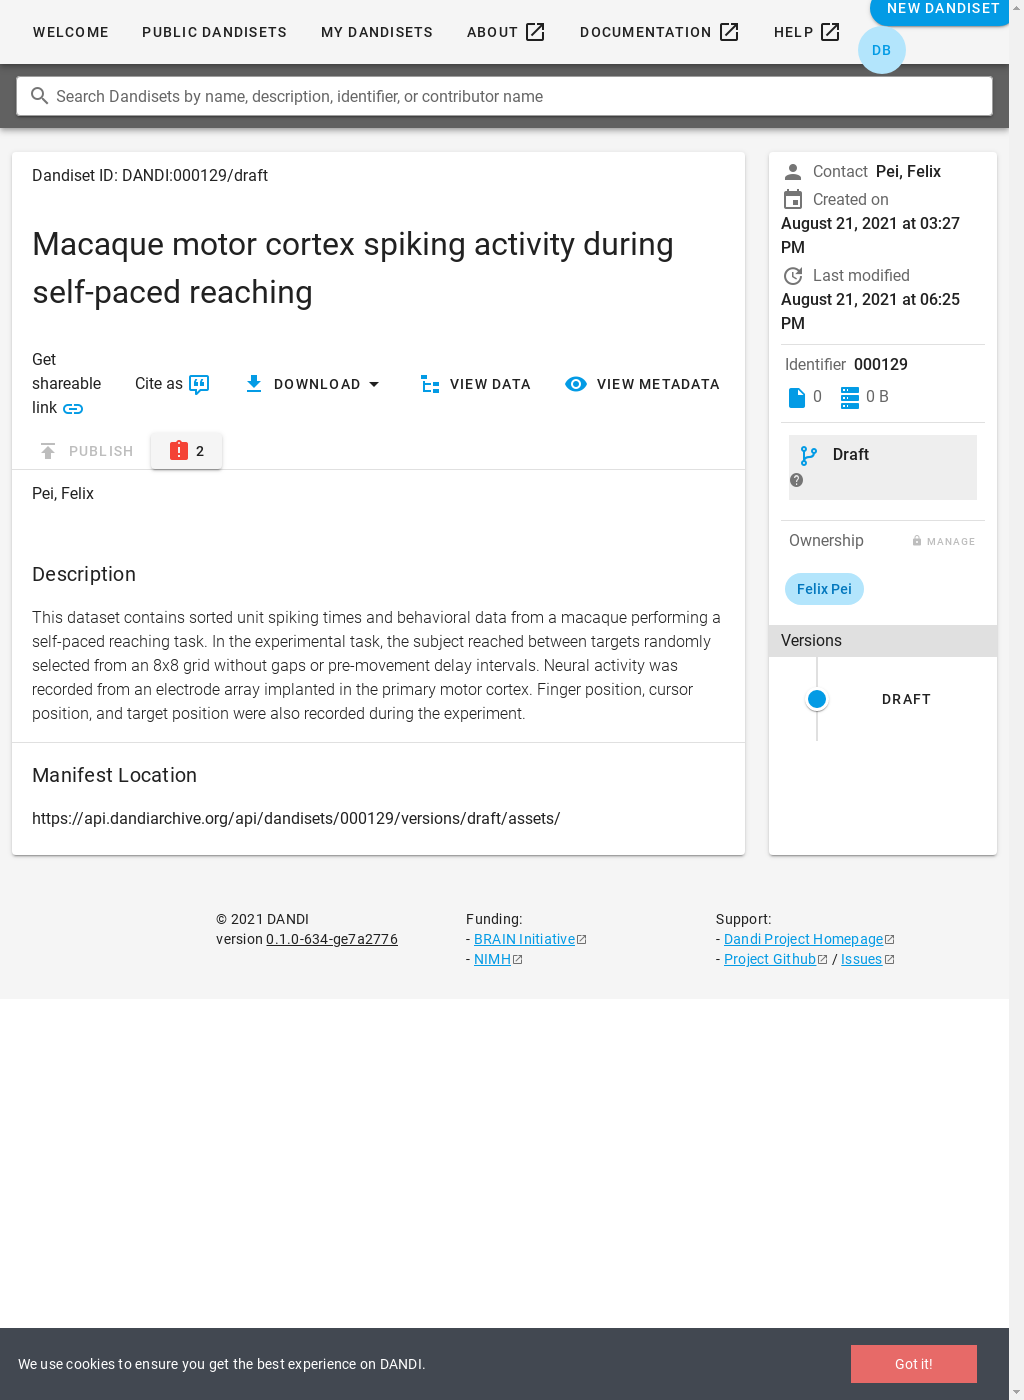 WELCOME PUBLIC DANDISETS MY DANDISETS ABOUT DOCUMENTATION HELP NEW DANDISET
DB
Search Dandisets by name, description, identifier, or contributor name
Dandiset ID: DANDI:000129/draft
Macaque motor cortex spiking activity during
self-paced reaching
Get
shareable
link
Cite as
DOWNLOAD
VIEW DATA
VIEW METADATA
PUBLISH
2
Pei, Felix
Description
This dataset contains sorted unit spiking times and behavioral data from a macaque performing a
self-paced reaching task. In the experimental task, the subject reached between targets randomly
selected from an 8x8 grid without gaps or pre-movement delay intervals. Neural activity was
recorded from an electrode array implanted in the primary motor cortex. Finger position, cursor
position, and target position were also recorded during the experiment.
Manifest Location
https://api.dandiarchive.org/api/dandisets/000129/versions/draft/assets/
Contact Pei, Felix
Created on
August 21, 2021 at 03:27
PM
Last modified
August 21, 2021 at 06:25
PM
Identifier 000129
0 0 B
Draft
Ownership MANAGE
Felix Pei
Versions
DRAFT
© 2021 DANDI
version 0.1.0-634-ge7a2776
Funding:
- BRAIN Initiative
- NIMH
Support:
- Dandi Project Homepage
- Project Github / Issues
We use cookies to ensure you get the best experience on DANDI.
Got it!